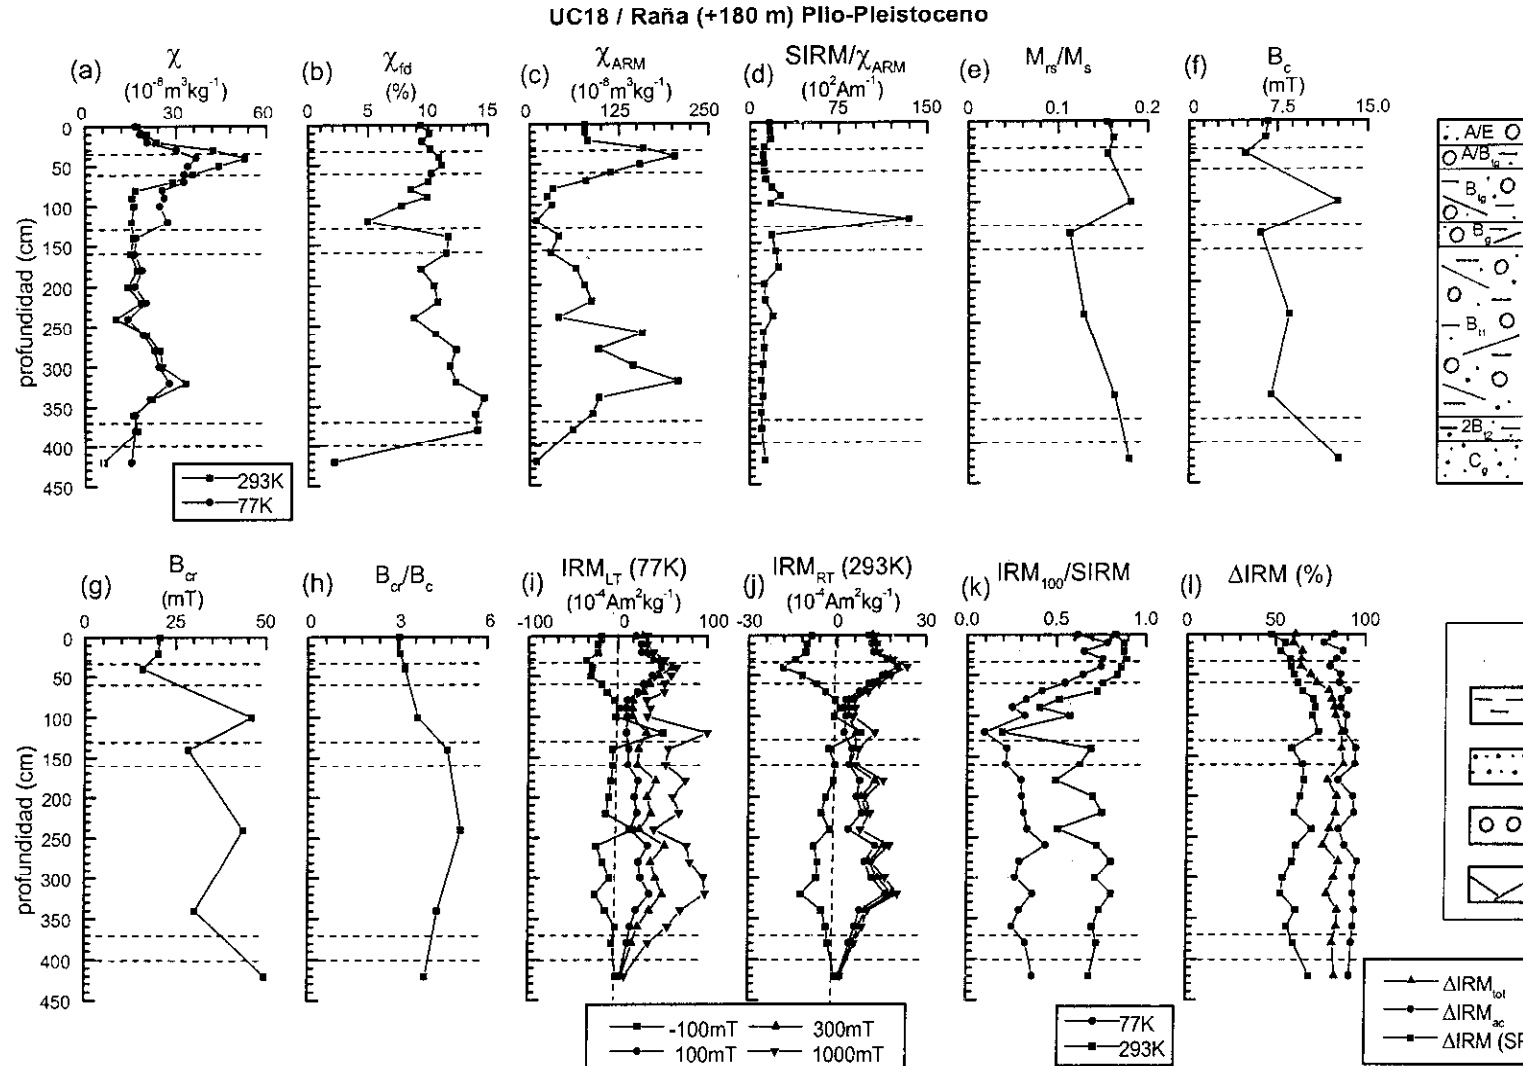 UC18 / Raña (+180 m) Plio-Pleistoceno
(a) χ (10⁻⁸m³kg⁻¹)
0 30 60
(b) χfd (%)
0 5 10 15
(c) χARM (10⁻⁸m³kg⁻¹)
0 125 250
(d) SIRM/χARM (10²Am⁻¹)
0 75 150
(e) Mrs/Ms
0 0.1 0.2
(f) Bc (mT)
0 7.5 15.0
profundidad (cm)
0
50
100
150
200
250
300
350
400
450
293K
77K
A/E
A/Btg
Btg
Bg
Bt1
2Bt2
Cg
(g) Bcr (mT)
0 25 50
(h) Bcr/Bc
0 3 6
(i) IRMLT (77K) (10⁻⁴Am²kg⁻¹)
-100 0 100
(j) IRMRT (293K) (10⁻⁴Am²kg⁻¹)
-30 0 30
(k) IRM100/SIRM
0.0 0.5 1.0
(l) ΔIRM (%)
0 50 100
profundidad (cm)
0
50
100
150
200
250
300
350
400
450
-100mT 300mT
100mT 1000mT
77K
293K
ΔIRMtot
ΔIRMac
ΔIRM (SP